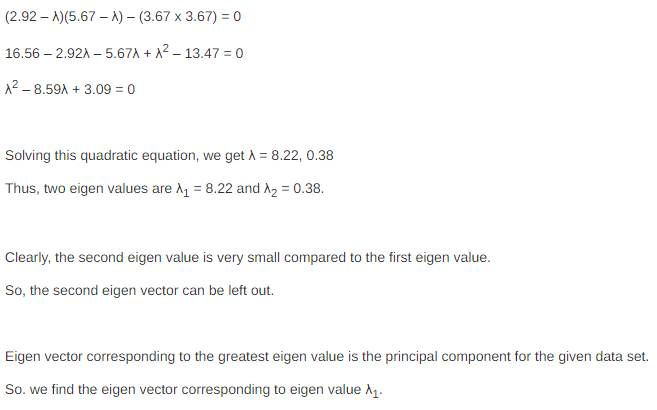 (2.92 – λ)(5.67 – λ) – (3.67 x 3.67) = 0
16.56 – 2.92λ – 5.67λ + λ² – 13.47 = 0
λ² – 8.59λ + 3.09 = 0
Solving this quadratic equation, we get λ = 8.22, 0.38
Thus, two eigen values are λ₁ = 8.22 and λ₂ = 0.38.
Clearly, the second eigen value is very small compared to the first eigen value.
So, the second eigen vector can be left out.
Eigen vector corresponding to the greatest eigen value is the principal component for the given data set.
So. we find the eigen vector corresponding to eigen value λ₁.